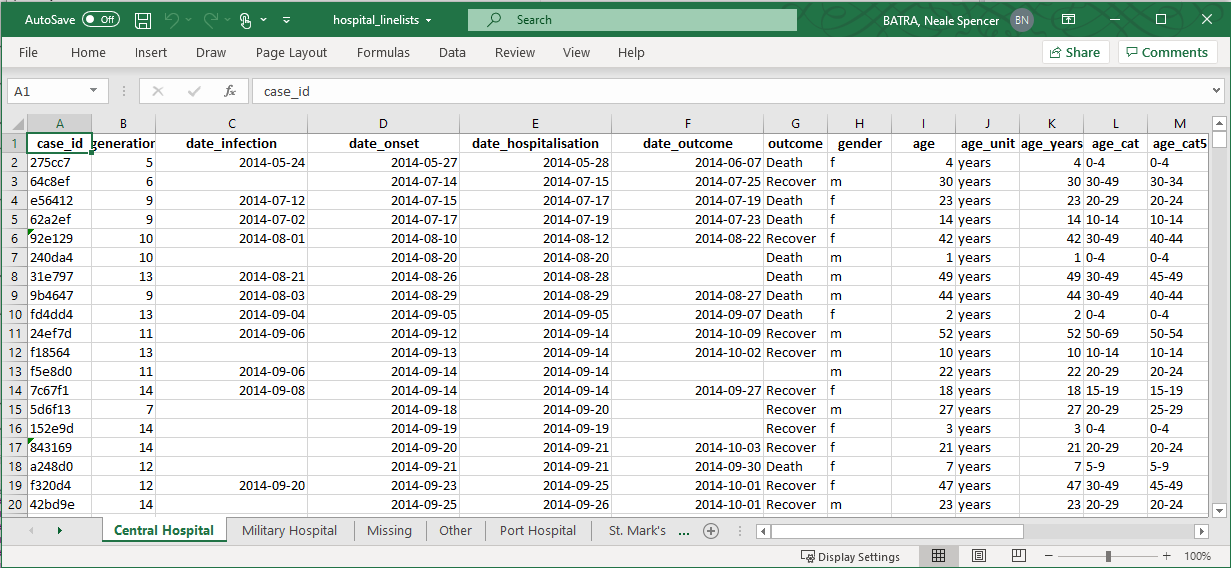 AutoSave Off hospital_linelists Search BATRA, Neale Spencer BN
File Home Insert Draw Page Layout Formulas Data Review View Help Share Comments
A1 fx case_id
A B C D E F G H I J K L M
1 case_id generation date_infection date_onset date_hospitalisation date_outcome outcome gender age age_unit age_years age_cat age_cat5
2 275cc7 5 2014-05-24 2014-05-27 2014-05-28 2014-06-07 Death f 4 years 4 0-4 0-4
3 64c8ef 6 2014-07-14 2014-07-15 2014-07-25 Recover m 30 years 30 30-49 30-34
4 e56412 9 2014-07-12 2014-07-15 2014-07-17 2014-07-19 Death f 23 years 23 20-29 20-24
5 62a2ef 9 2014-07-02 2014-07-17 2014-07-19 2014-07-23 Death f 14 years 14 10-14 10-14
6 92e129 10 2014-08-01 2014-08-10 2014-08-12 2014-08-22 Recover f 42 years 42 30-49 40-44
7 240da4 10 2014-08-20 2014-08-20 Death m 1 years 1 0-4 0-4
8 31e797 13 2014-08-21 2014-08-26 2014-08-28 Death m 49 years 49 30-49 45-49
9 9b4647 9 2014-08-03 2014-08-29 2014-08-29 2014-08-27 Death m 44 years 44 30-49 40-44
10 fd4dd4 13 2014-09-04 2014-09-05 2014-09-05 2014-09-07 Death f 2 years 2 0-4 0-4
11 24ef7d 11 2014-09-06 2014-09-12 2014-09-14 2014-10-09 Recover m 52 years 52 50-69 50-54
12 f18564 13 2014-09-13 2014-09-14 2014-10-02 Recover m 10 years 10 10-14 10-14
13 f5e8d0 11 2014-09-06 2014-09-14 2014-09-14 m 22 years 22 20-29 20-24
14 7c67f1 14 2014-09-08 2014-09-14 2014-09-14 2014-09-27 Recover f 18 years 18 15-19 15-19
15 5d6f13 7 2014-09-18 2014-09-20 Recover m 27 years 27 20-29 25-29
16 152e9d 14 2014-09-19 2014-09-19 Recover f 3 years 3 0-4 0-4
17 843169 14 2014-09-20 2014-09-21 2014-10-03 Recover f 21 years 21 20-29 20-24
18 a248d0 12 2014-09-21 2014-09-21 2014-09-30 Death f 7 years 7 5-9 5-9
19 f320d4 12 2014-09-20 2014-09-23 2014-09-25 2014-10-01 Recover f 47 years 47 30-49 45-49
20 42bd9e 14 2014-09-25 2014-09-26 2014-10-01 Recover m 23 years 23 20-29 20-24
Central Hospital Military Hospital Missing Other Port Hospital St. Mark's ...
Display Settings 100%